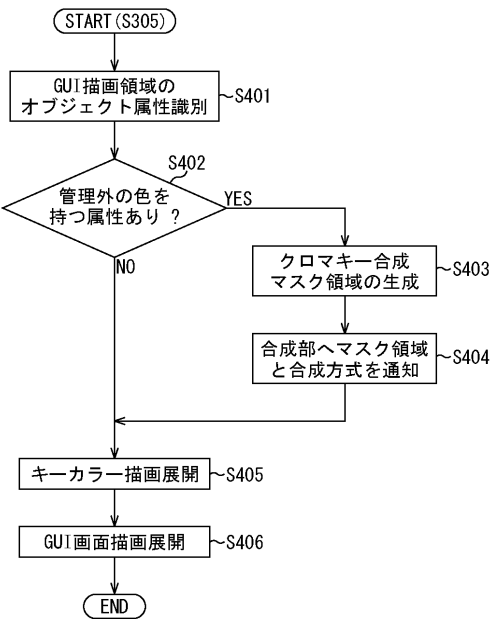 START(S305)
GUI描画領域の
オブジェクト属性識別
S401
S402
管理外の色を
持つ属性あり ?
YES
NO
クロマキー合成
マスク領域の生成
S403
合成部へマスク領域
と合成方式を通知
S404
キーカラー描画展開
S405
GUI画面描画展開
S406
END